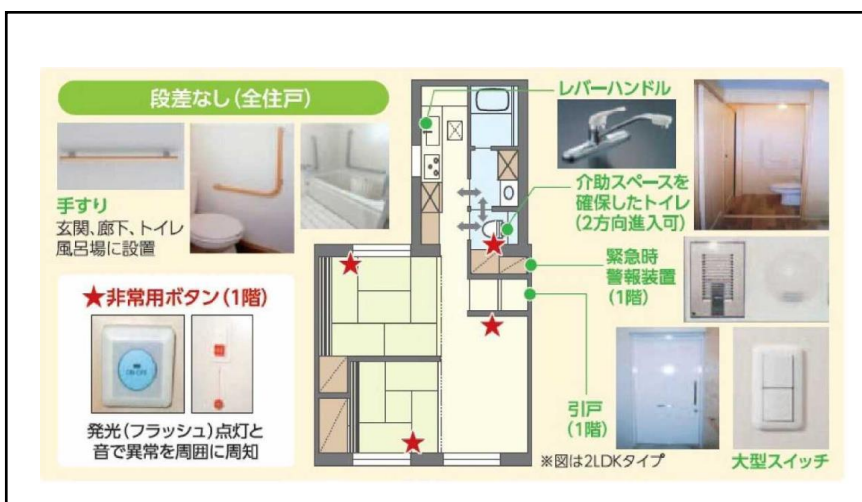 段差なし(全住戸)
手すり
玄関、廊下、トイレ
風呂場に設置
★非常用ボタン(1階)
発光(フラッシュ)点灯と
音で異常を周囲に周知
レバーハンドル
介助スペースを
確保したトイレ
(2方向進入可)
緊急時
警報装置
(1階)
引戸
(1階)
※図は2LDKタイプ
大型スイッチ